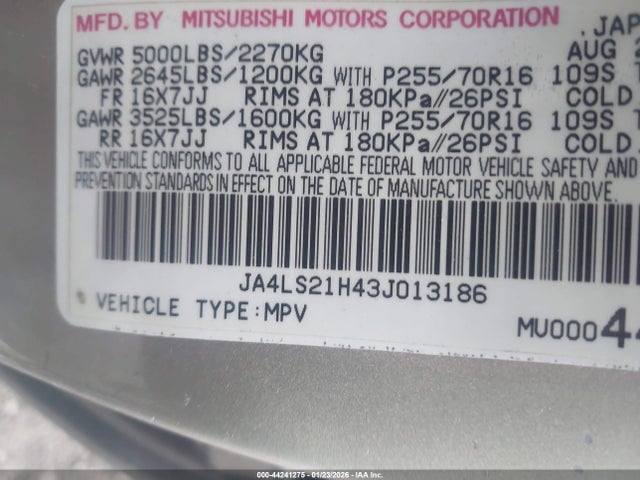 MFD. BY MITSUBISHI MOTORS CORPORATION .JAP
GVWR 5000LBS/2270KG AUG
GAWR 2645LBS/1200KG WITH P255/70R16 109S
FR 16X7JJ RIMS AT 180KPa//26PSI COLD.
GAWR 3525LBS/1600KG WITH P255/70R16 109S
RR 16X7JJ RIMS AT 180KPa//26PSI COLD.
THIS VEHICLE CONFORMS TO ALL APPLICABLE FEDERAL MOTOR VEHICLE SAFETY AND
PREVENTION STANDARDS IN EFFECT ON THE DATE OF MANUFACTURE SHOWN ABOVE.
JA4LS21H43J013186
VEHICLE TYPE:MPV
MU00044
000-44241275 - 01/23/2026 - IAA Inc.